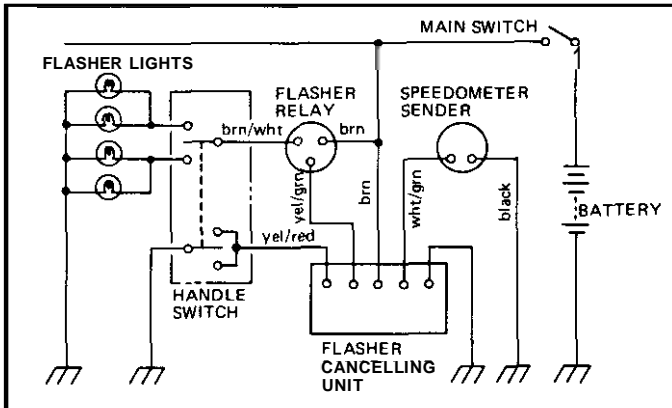 MAIN SWITCH
FLASHER LIGHTS
FLASHER
RELAY
SPEEDOMETER
SENDER
brn/wht
brn
yel/grn
brn
wht/grn
black
BATTERY
yel/red
HANDLE
SWITCH
FLASHER
CANCELLING
UNIT